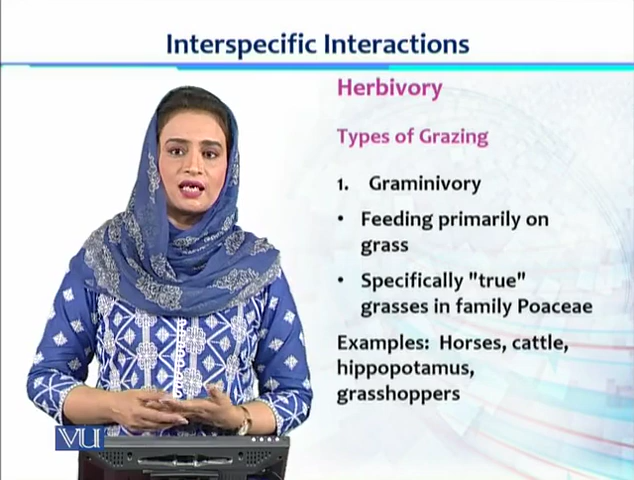 Interspecific Interactions
Herbivory
Types of Grazing
1. Graminivory
• Feeding primarily on
grass
• Specifically "true"
grasses in family Poaceae
Examples: Horses, cattle,
hippopotamus,
grasshoppers
VU